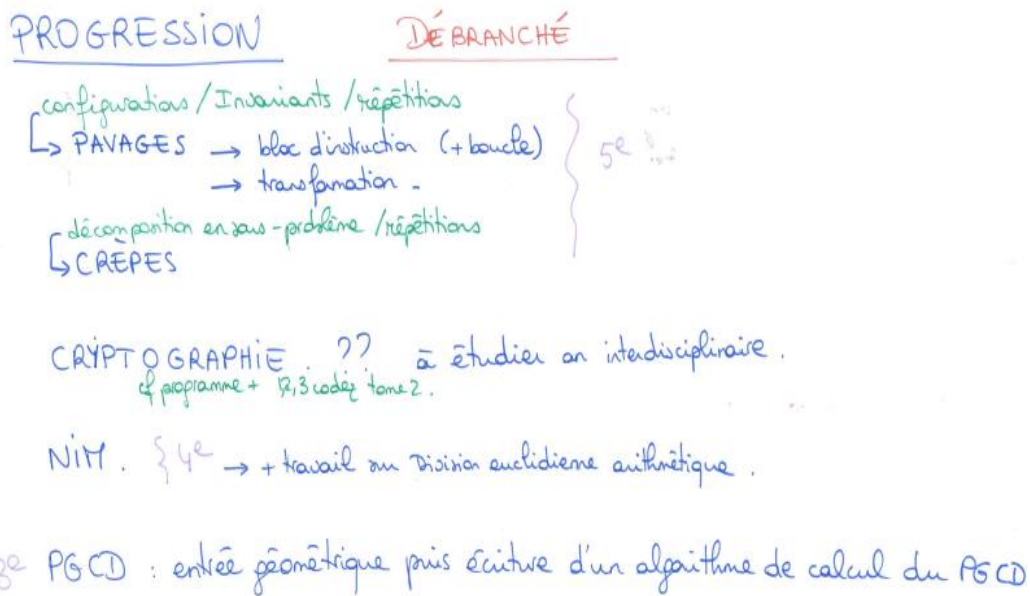 PROGRESSION DÉBRANCHÉ
configurations / Invariants / répétitions
↳ PAVAGES → bloc d'instruction (+ boucle)
→ transformation.
5e
décomposition en sous-problème / répétitions
↳ CRÈPES
CRYPTOGRAPHIE ?? à étudier en interdisciplinaire.
cf programme + 1,2,3 codez tome 2.
NIM. } 4e → + travail sur Division euclidienne arithmétique.
3e PGCD : entrée géométrique puis écriture d'un algorithme de calcul du PGCD